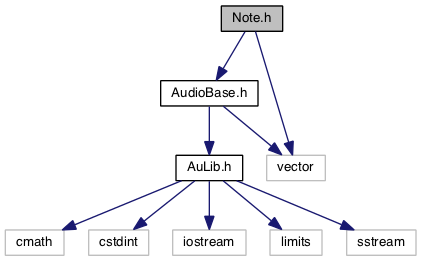 Note.h
AudioBase.h
AuLib.h
vector
cmath
cstdint
iostream
limits
sstream